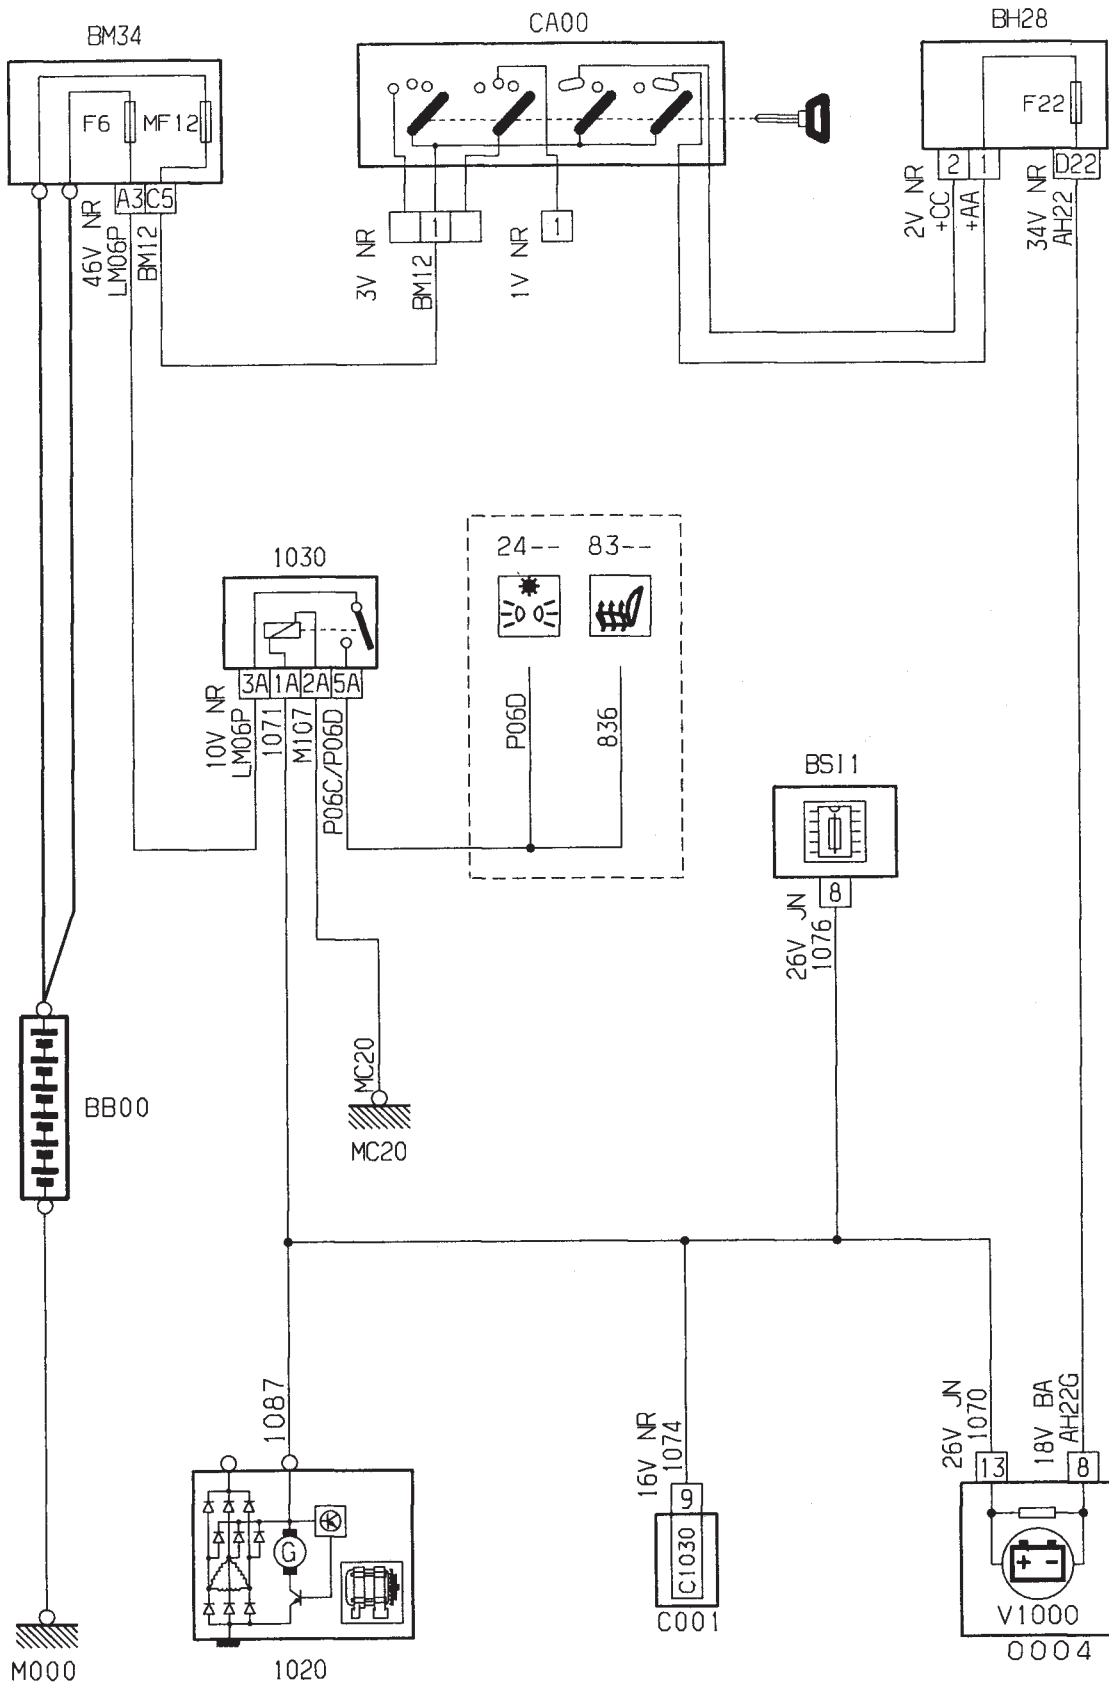 BM34
CA00
BH28
F6
MF12
F22
A3
C5
2
1
D22
46V NR
LM06P
BM12
3V NR
BM12
1
1V NR
1
2V NR
+CC
+AA
34V NR
AH22
1030
24--
83--
3A
1A
2A
5A
10V NR
LM06P
1071
M107
P06C/P06D
P06D
836
BSI1
8
26V JN
1076
BB00
MC20
MC20
1087
16V NR
1074
26V JN
1070
18V BA
AH22G
13
8
9
G
C1030
+ -
V1000
C001
0004
M000
1020